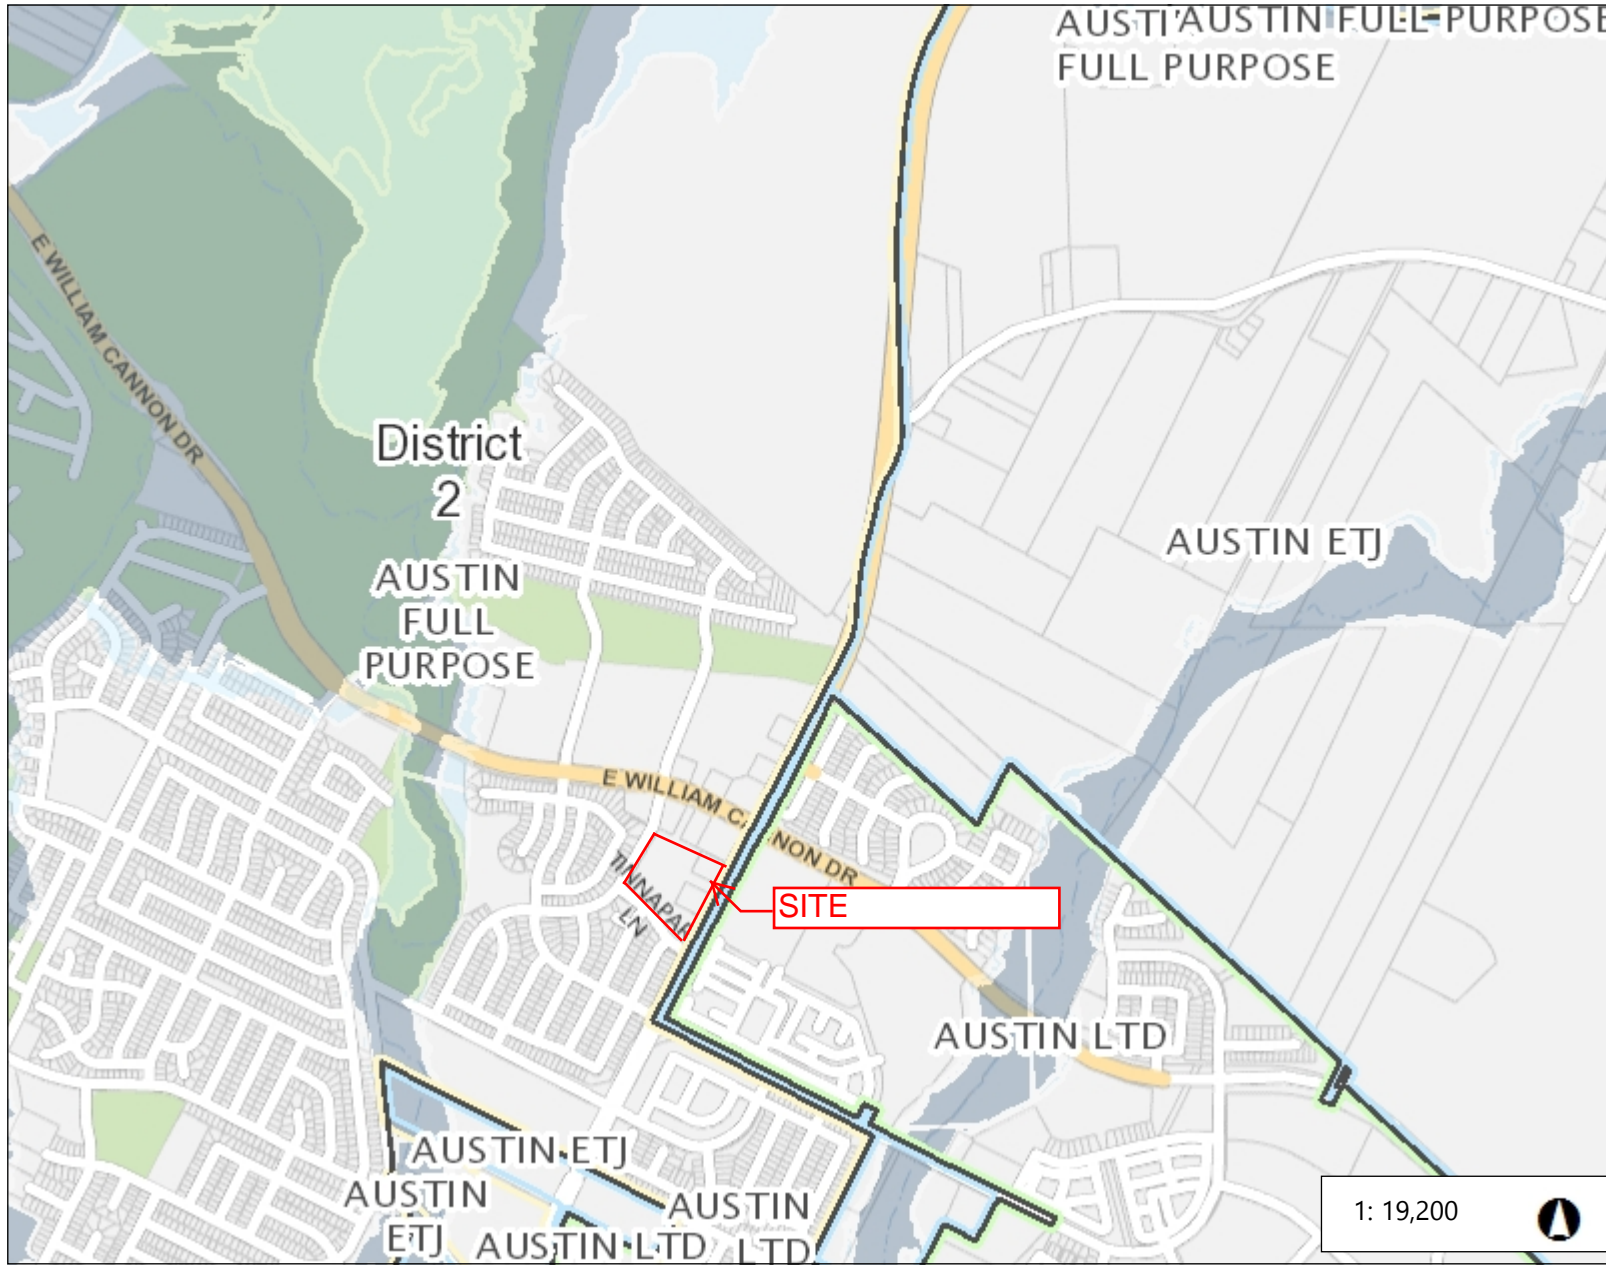 AUSTI
AUSTIN FULL PURPOSE
FULL PURPOSE
E WILLIAM CANNON DR
District
2
AUSTIN
FULL
PURPOSE
AUSTIN ETJ
E WILLIAM CANNON DR
TINNAPAR
LN
SITE
AUSTIN LTD
AUSTIN ETJ
AUSTIN
ETJ
AUSTIN LTD
AUSTIN
LTD
1: 19,200